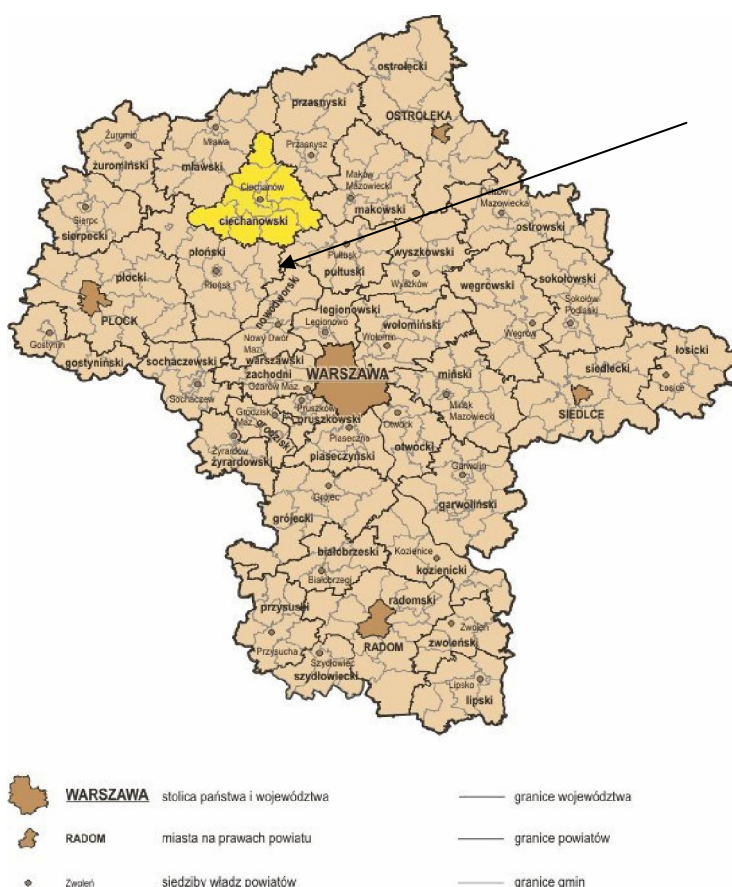 ostrołęcki
przasnyski
OSTROŁĘKA
Żuromin
Mława
Przasnysz
żuromiński
mławski
Maków
Mazowiecki
Ciechanów
Mazowiecka
Sierpc
ciechanowski
makowski
ostrowski
sierpecki
płoński
Pułtusk
wyszkowski
płocki
Płońsk
pułtuski
Wyszków
węgrowski
sokołowski
nowodworski
Sokołów
Podlaski
PŁOCK
legionowski
Legionowo
wołomiński
Węgrów
Gostynin
Nowy Dwór
Maz.
Wołomin
łosicki
gostyniński
sochaczewski
warszawski
zachodni
WARSZAWA
miński
siedlecki
Ożarów Maz.
Łosice
Sochaczew
Pruszków
Mińsk
Mazowiecki
SIEDLCE
Grodzisk
Maz.
pruszkowski
Otwock
grodziski
Piaseczno
Żyrardów
piaseczyński
otwocki
żyrardowski
Garwolin
Grójec
garwoliński
grójecki
białobrzeski
Kozienice
kozienicki
Białobrzegi
radomski
przysuski
Zwoleń
zwoleński
Przysucha
RADOM
Szydłowiec
szydłowiecki
Lipsko
lipski
WARSZAWA stolica państwa i województwa granice województwa
RADOM miasta na prawach powiatu granice powiatów
Zwoleń siedziby władz powiatów granice gmin